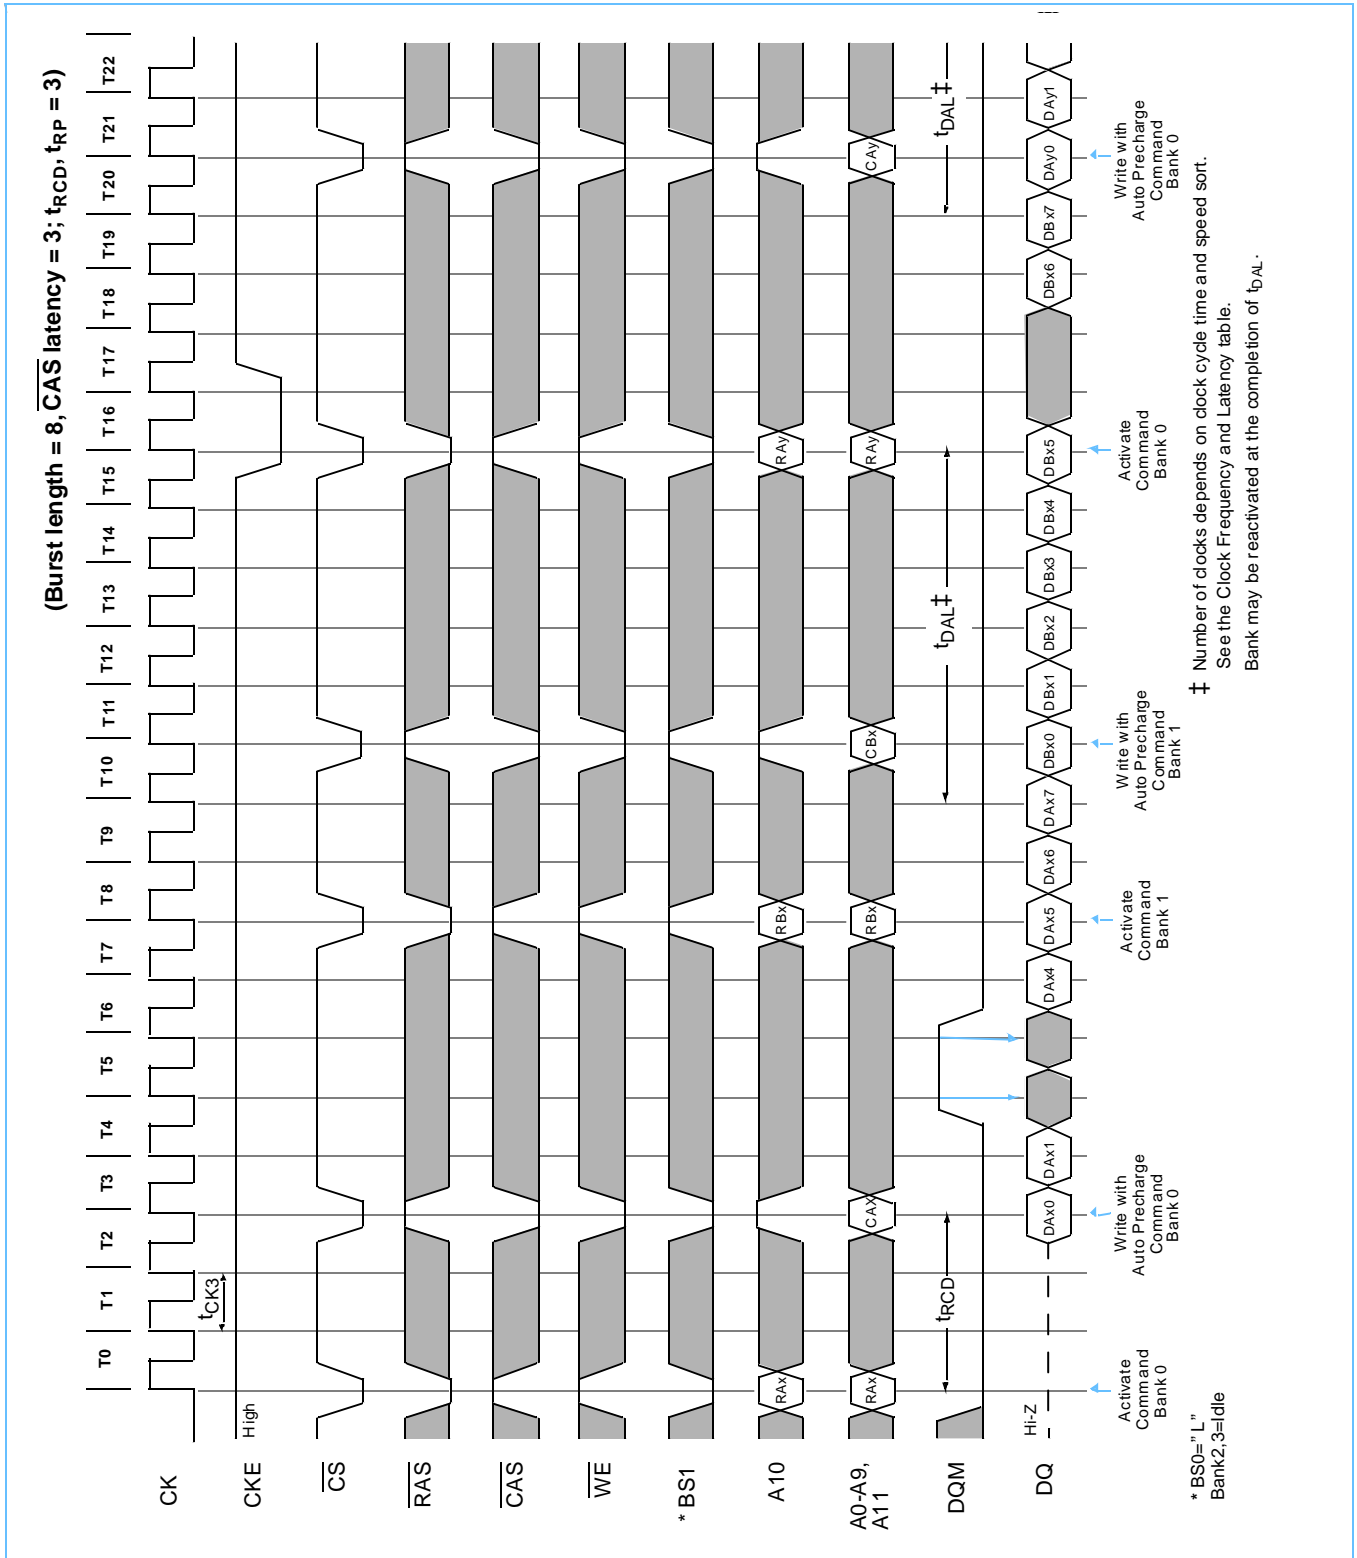 (Burst length = 8, CAS latency = 3; tRCD, tRP = 3)
T0 T1 T2 T3 T4 T5 T6 T7 T8 T9 T10 T11 T12 T13 T14 T15 T16 T17 T18 T19 T20 T21 T22
CK
tCK3
CKE
High
CS
RAS
CAS
WE
* BS1
A10
RAx RBx RAy
A0-A9,
A11
RAx CAX RBx CBx RAy CAy
DQM
tRCD tDAL‡ tDAL‡
DQ
Hi-Z
DAx0 DAx1 DAx4 DAx5 DAx6 DAx7 DBx0 DBx1 DBx2 DBx3 DBx4 DBx5 DBx6 DBx7 DAy0 DAy1
Activate
Command
Bank 0
Write with
Auto Precharge
Command
Bank 0
Activate
Command
Bank 1
Write with
Auto Precharge
Command
Bank 1
Activate
Command
Bank 0
Write with
Auto Precharge
Command
Bank 0
* BS0="L"
Bank2,3=Idle
‡ Number of clocks depends on clock cycle time and speed sort.
See the Clock Frequency and Latency table.
Bank may be reactivated at the completion of tDAL.